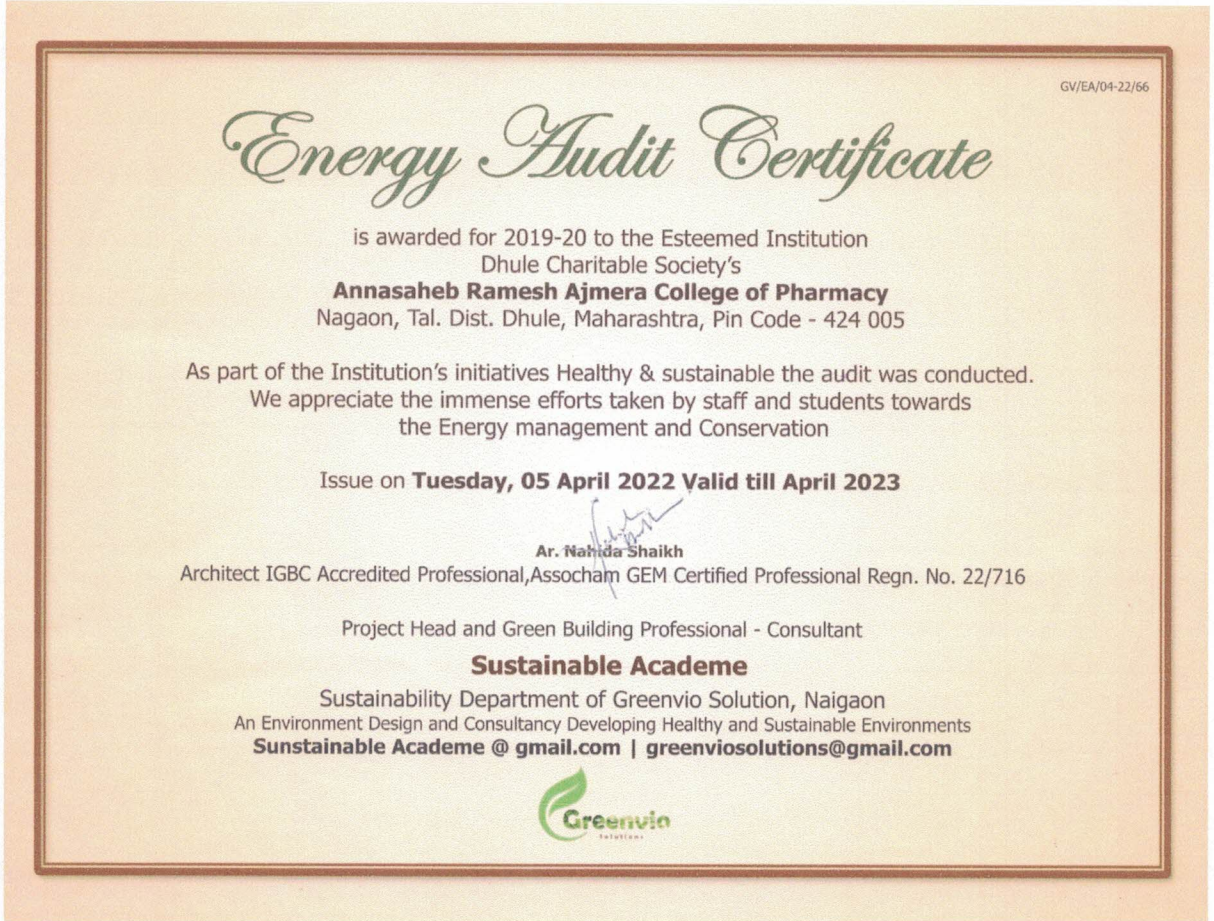 GV/EA/04-22/66
Energy Audit Certificate
is awarded for 2019-20 to the Esteemed Institution
Dhule Charitable Society's
Annasaheb Ramesh Ajmera College of Pharmacy
Nagaon, Tal. Dist. Dhule, Maharashtra, Pin Code - 424 005
As part of the Institution's initiatives Healthy & sustainable the audit was conducted.
We appreciate the immense efforts taken by staff and students towards
the Energy management and Conservation
Issue on Tuesday, 05 April 2022 Valid till April 2023
Ar. Nahida Shaikh
Architect IGBC Accredited Professional,Assocham GEM Certified Professional Regn. No. 22/716
Project Head and Green Building Professional - Consultant
Sustainable Academe
Sustainability Department of Greenvio Solution, Naigaon
An Environment Design and Consultancy Developing Healthy and Sustainable Environments
Sunstainable Academe @ gmail.com | greenviosolutions@gmail.com
Greenvio
Solutions